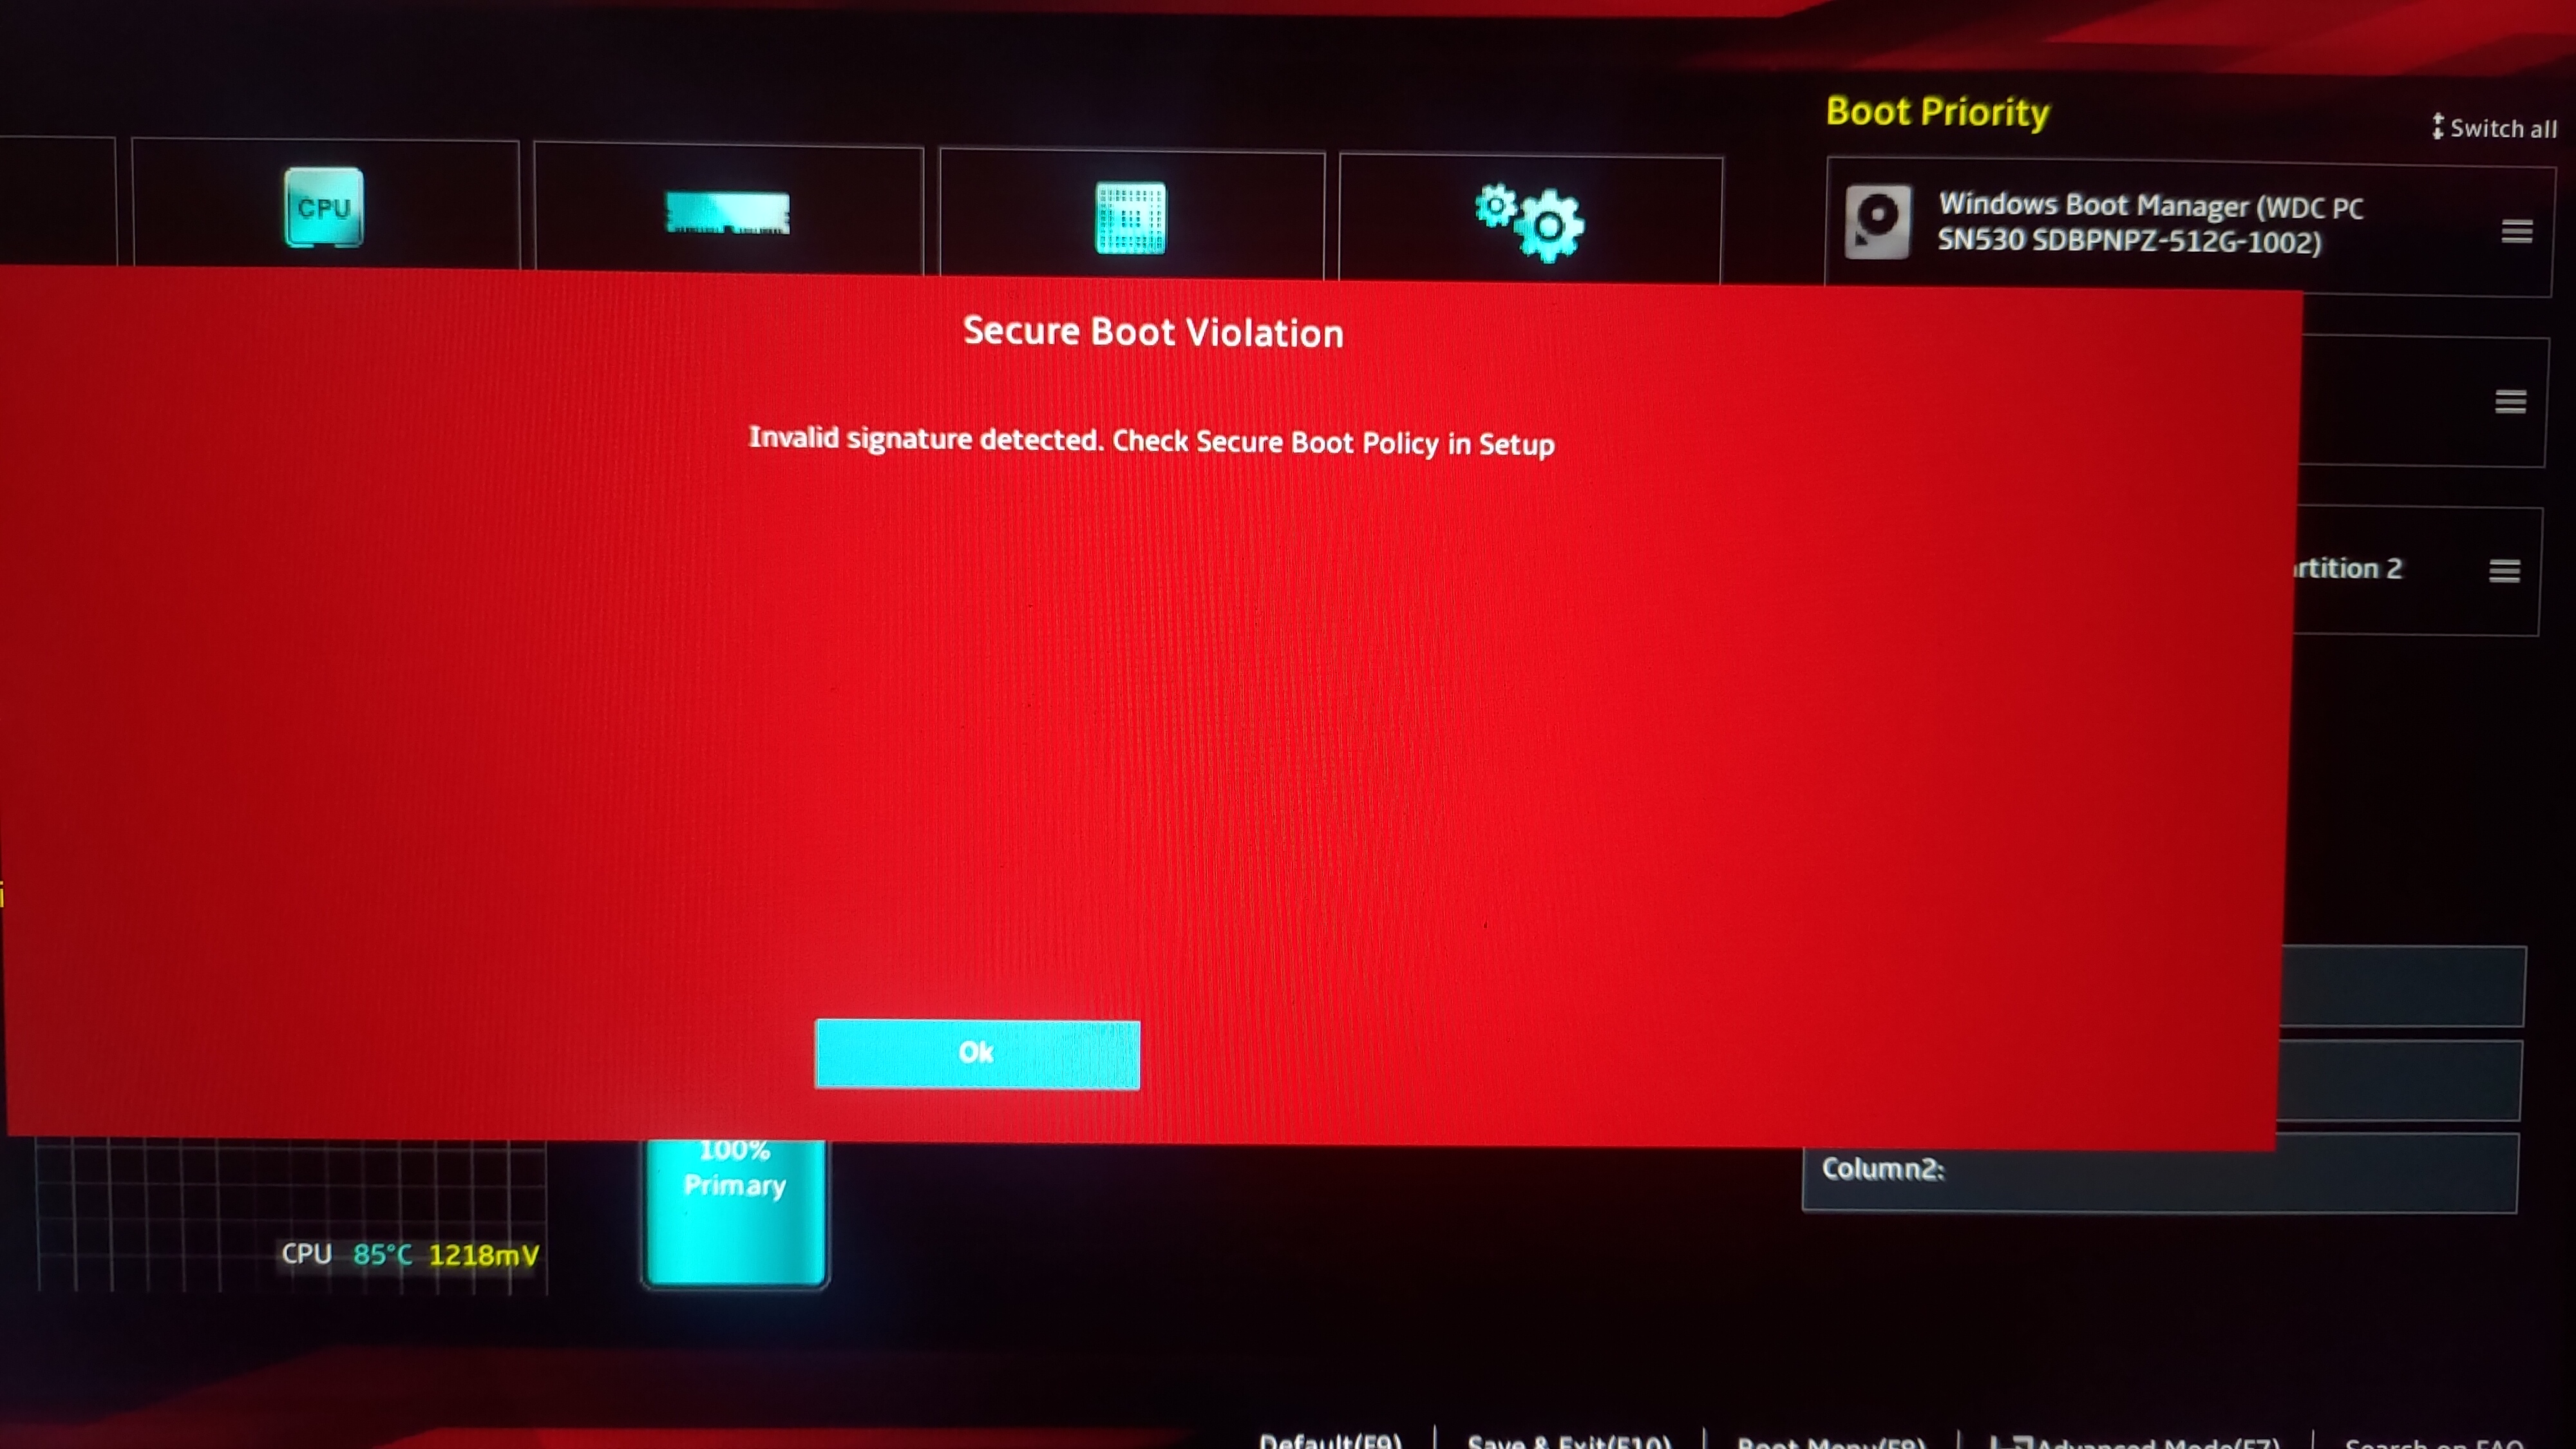 Boot Priority
Switch all
CPU
Windows Boot Manager (WDC PC
SN530 SDBPNPZ-512G-1002)
Secure Boot Violation
Invalid signature detected. Check Secure Boot Policy in Setup
rtition 2
Ok
100%
Primary
Column2:
CPU 85°C 1218mV
Default(F9) Save & Exit(F10) Boot Menu(F8) Advanced Mode(F7) Search on FAQ